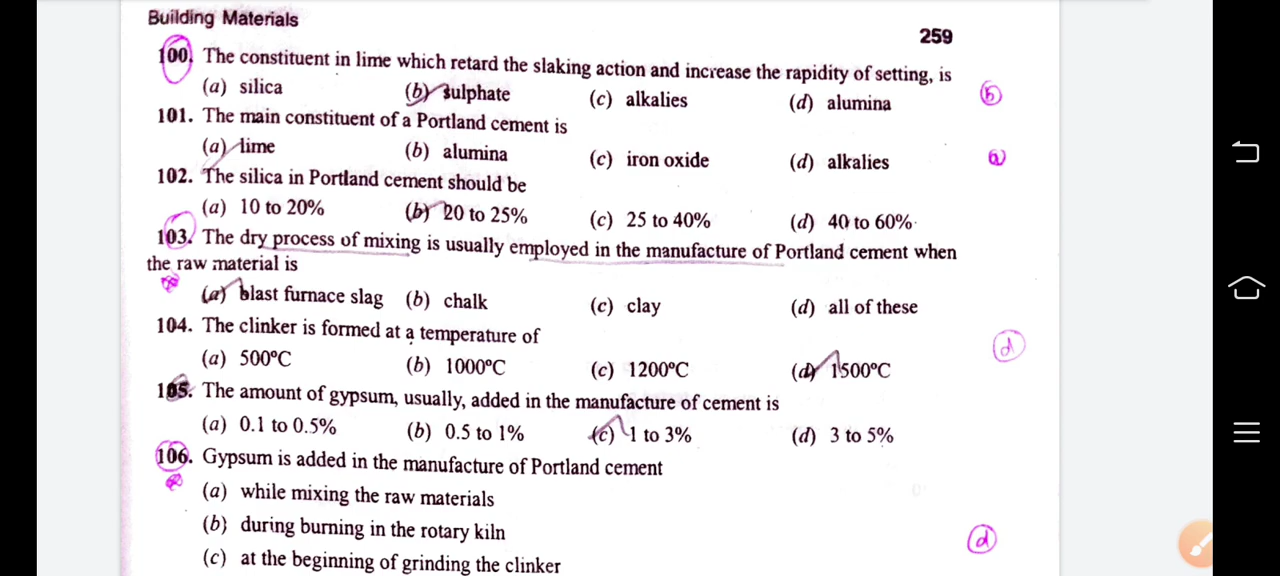 Building Materials
259
100. The constituent in lime which retard the slaking action and increase the rapidity of setting, is
(a) silica (b) sulphate (c) alkalies (d) alumina
b
101. The main constituent of a Portland cement is
(a) lime (b) alumina (c) iron oxide (d) alkalies
a
102. The silica in Portland cement should be
(a) 10 to 20% (b) 20 to 25% (c) 25 to 40% (d) 40 to 60%
103. The dry process of mixing is usually employed in the manufacture of Portland cement when
the raw material is
(a) blast furnace slag (b) chalk (c) clay (d) all of these
104. The clinker is formed at a temperature of
d
(a) 500°C (b) 1000°C (c) 1200°C (d) 1500°C
105. The amount of gypsum, usually, added in the manufacture of cement is
(a) 0.1 to 0.5% (b) 0.5 to 1% (c) 1 to 3% (d) 3 to 5%
106. Gypsum is added in the manufacture of Portland cement
(a) while mixing the raw materials
(b) during burning in the rotary kiln
d
(c) at the beginning of grinding the clinker